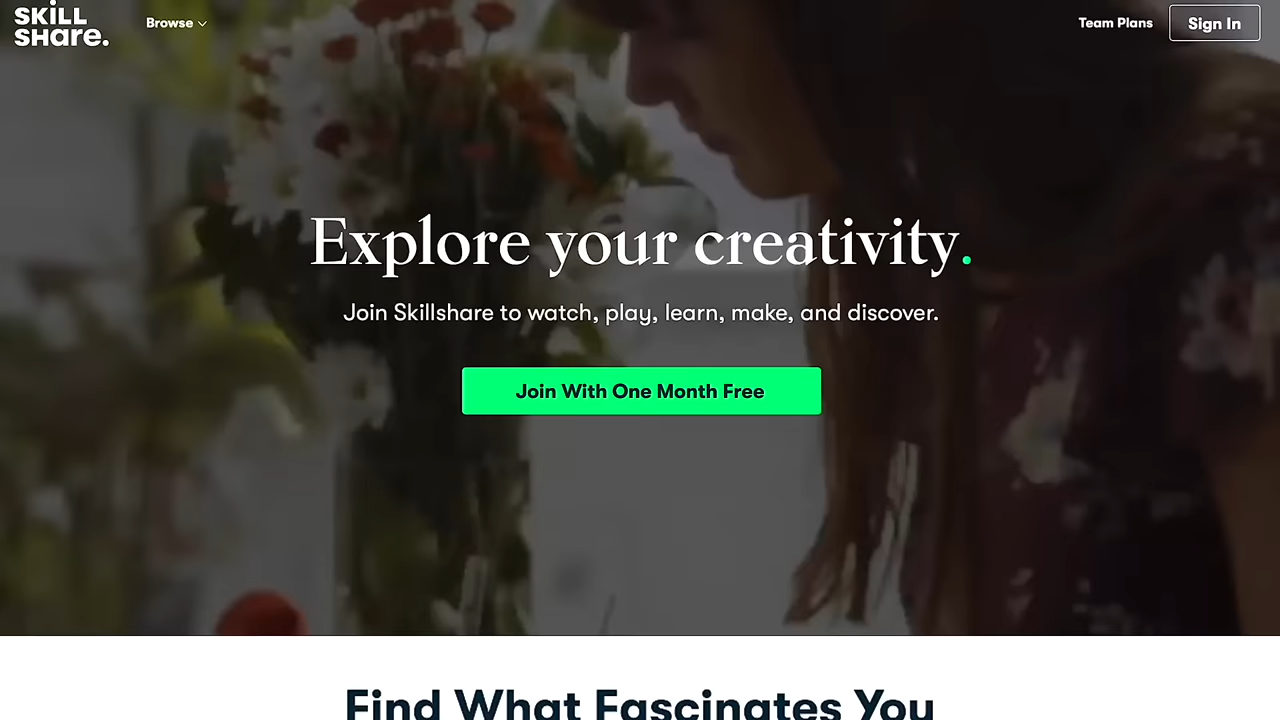 SKiLL
SHare.
Browse
Team Plans
Sign In
Explore your creativity.
Join Skillshare to watch, play, learn, make, and discover.
Join With One Month Free
Find What Fascinates You